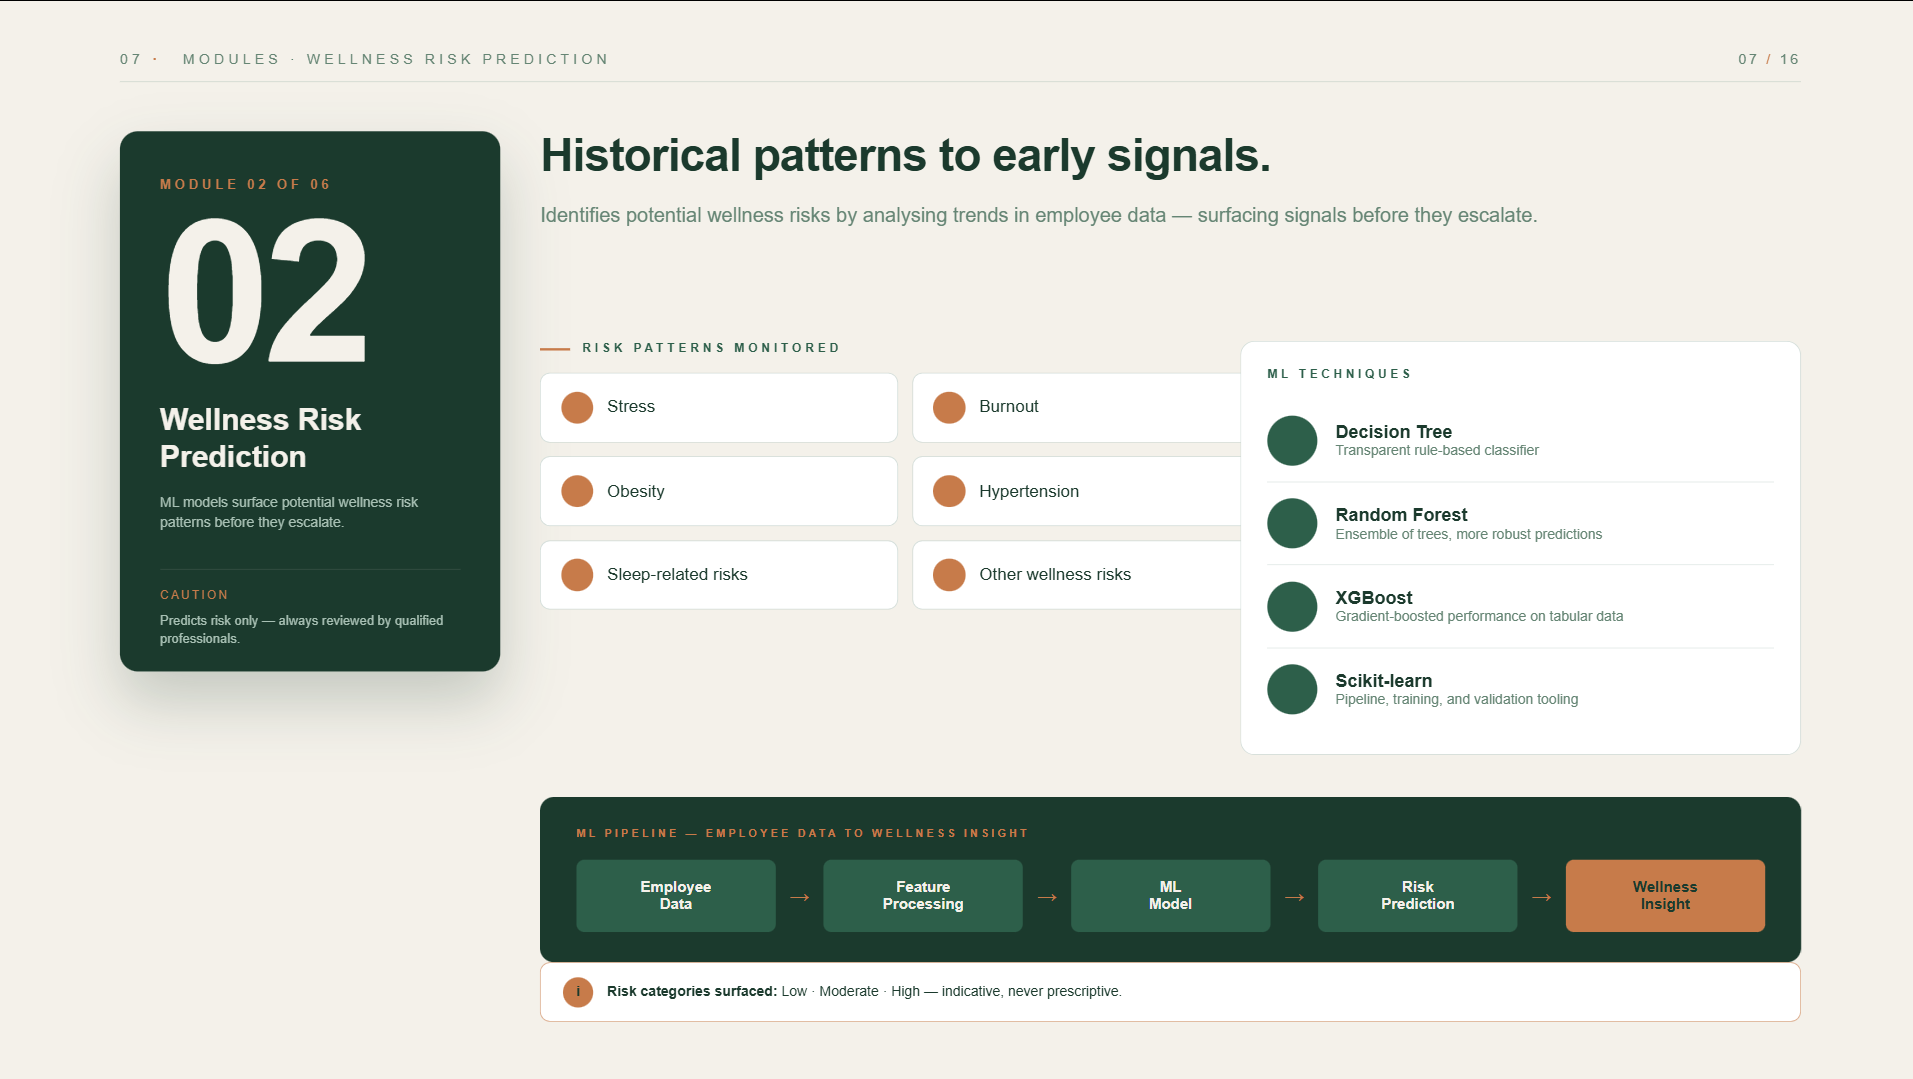 07 · MODULES · WELLNESS RISK PREDICTION
07 / 16
MODULE 02 OF 06
02
Wellness Risk
Prediction
ML models surface potential wellness risk
patterns before they escalate.
CAUTION
Predicts risk only — always reviewed by qualified
professionals.
Historical patterns to early signals.
Identifies potential wellness risks by analysing trends in employee data — surfacing signals before they escalate.
RISK PATTERNS MONITORED
Stress
Burnout
Obesity
Hypertension
Sleep-related risks
Other wellness risks
ML TECHNIQUES
Decision Tree
Transparent rule-based classifier
Random Forest
Ensemble of trees, more robust predictions
XGBoost
Gradient-boosted performance on tabular data
Scikit-learn
Pipeline, training, and validation tooling
ML PIPELINE — EMPLOYEE DATA TO WELLNESS INSIGHT
Employee
Data
→
Feature
Processing
→
ML
Model
→
Risk
Prediction
→
Wellness
Insight
i
Risk categories surfaced: Low · Moderate · High — indicative, never prescriptive.